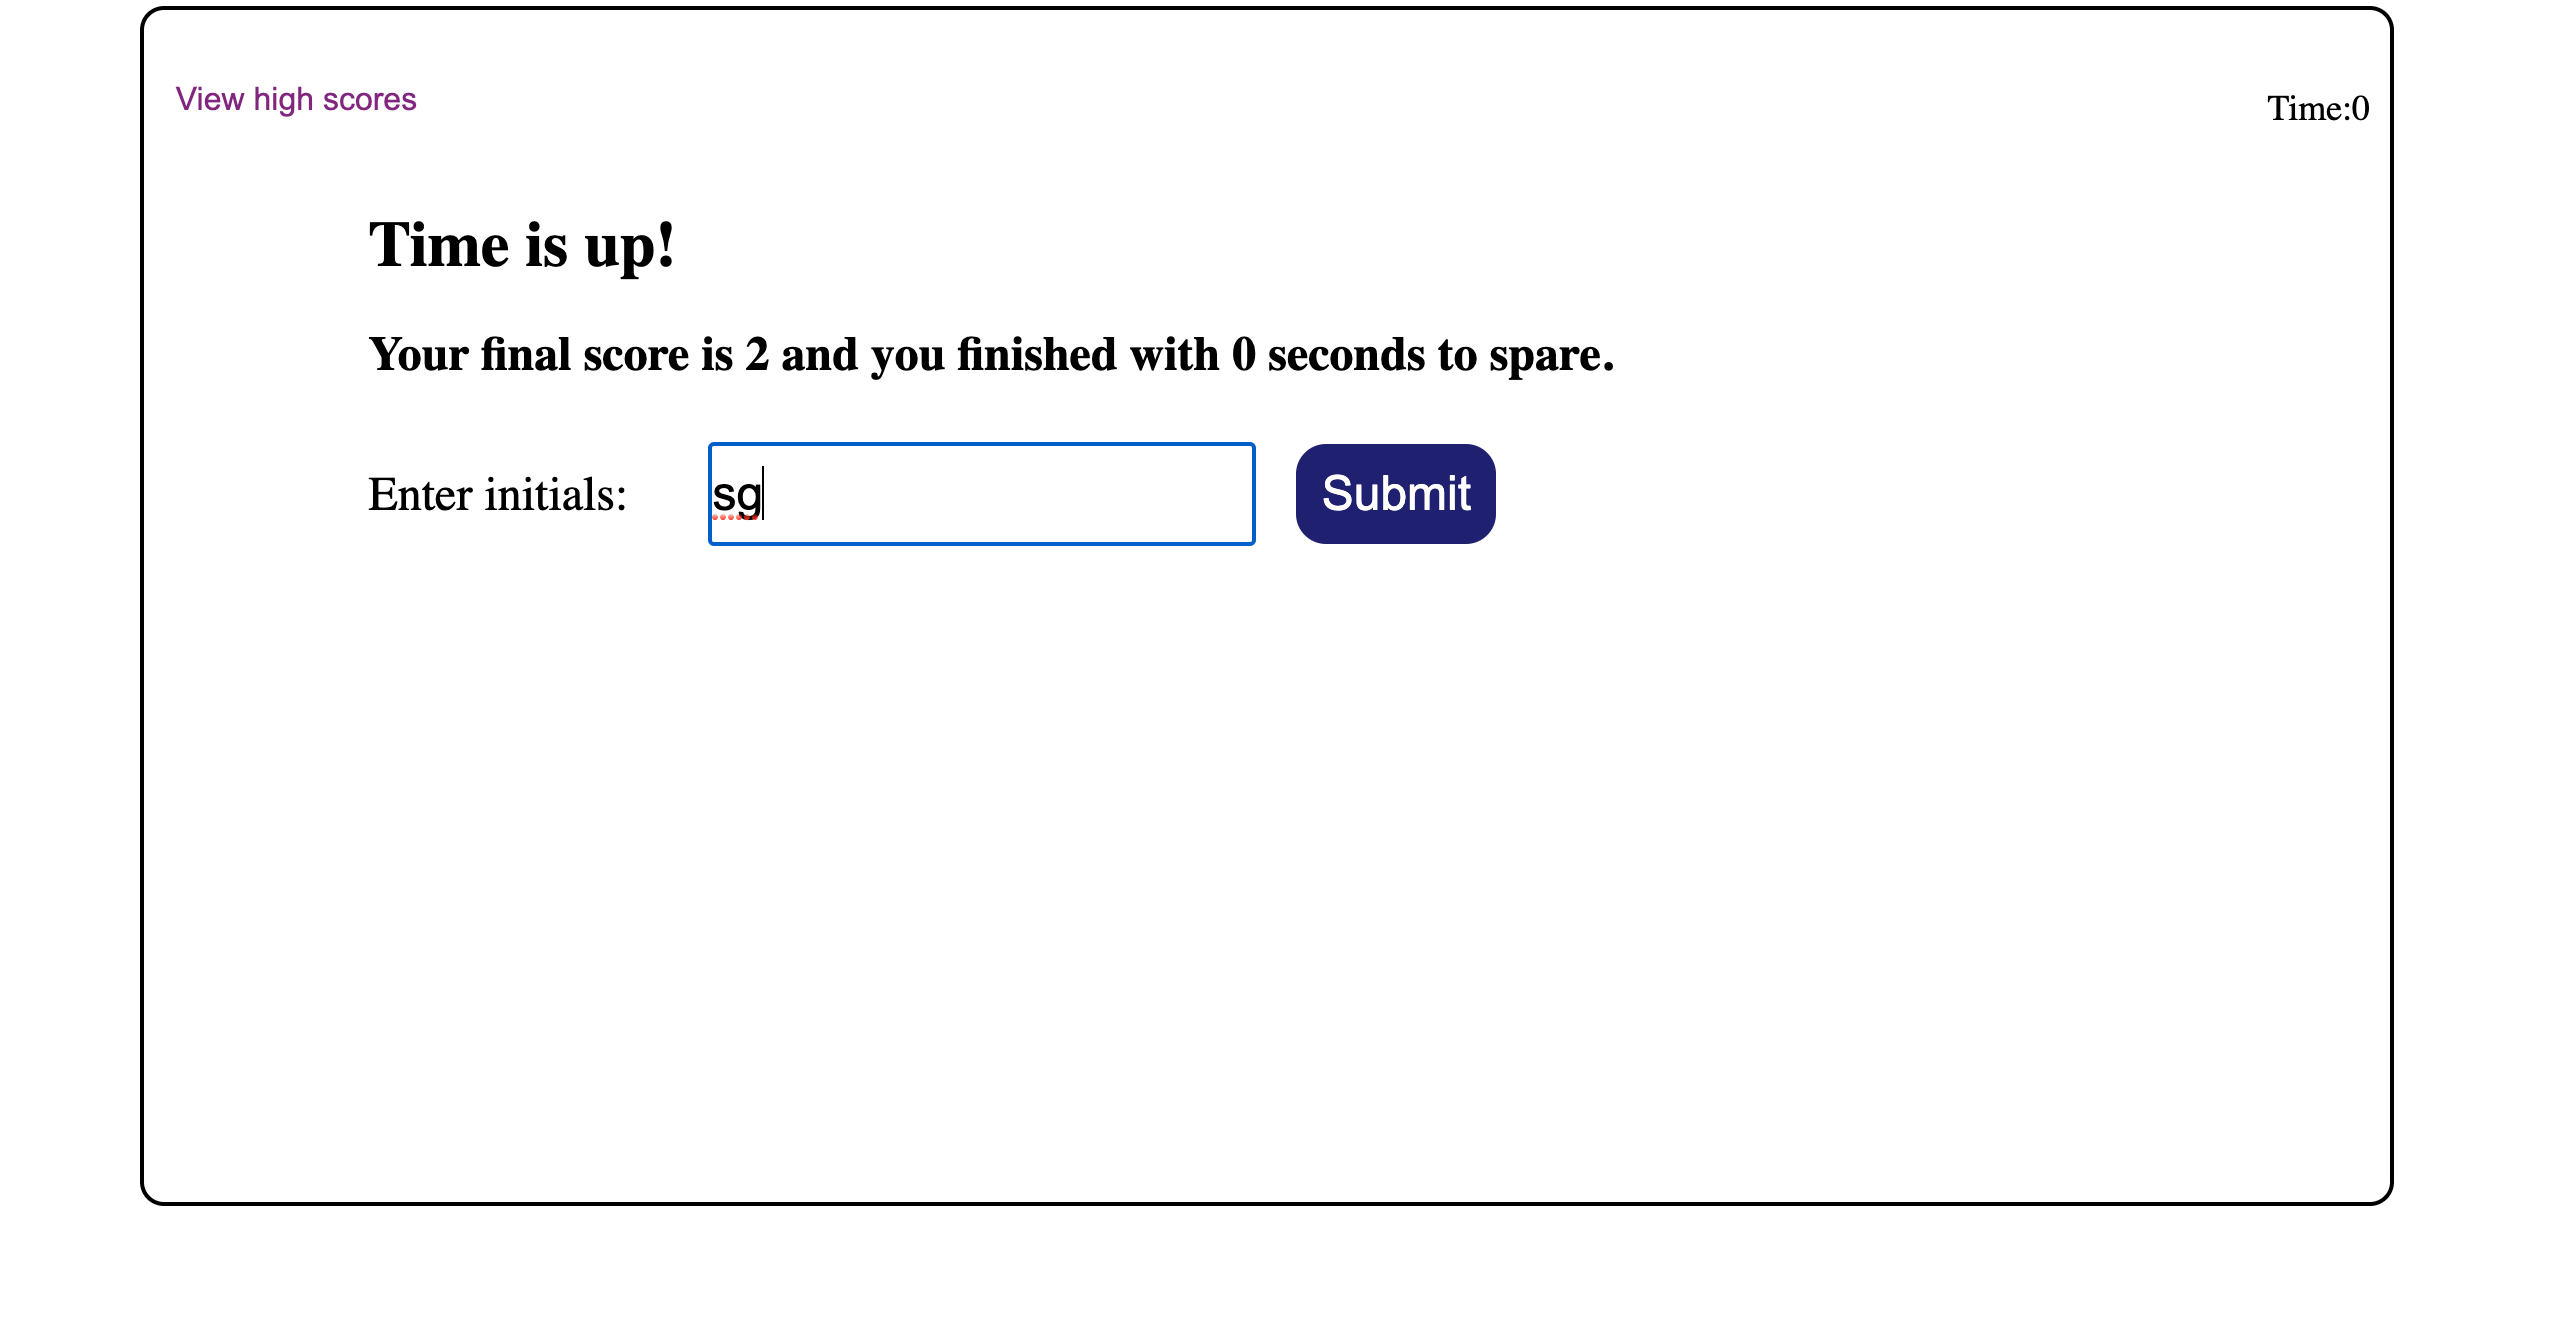 View high scores
Time:0
Time is up!
Your final score is 2 and you finished with 0 seconds to spare.
Enter initials: sg Submit